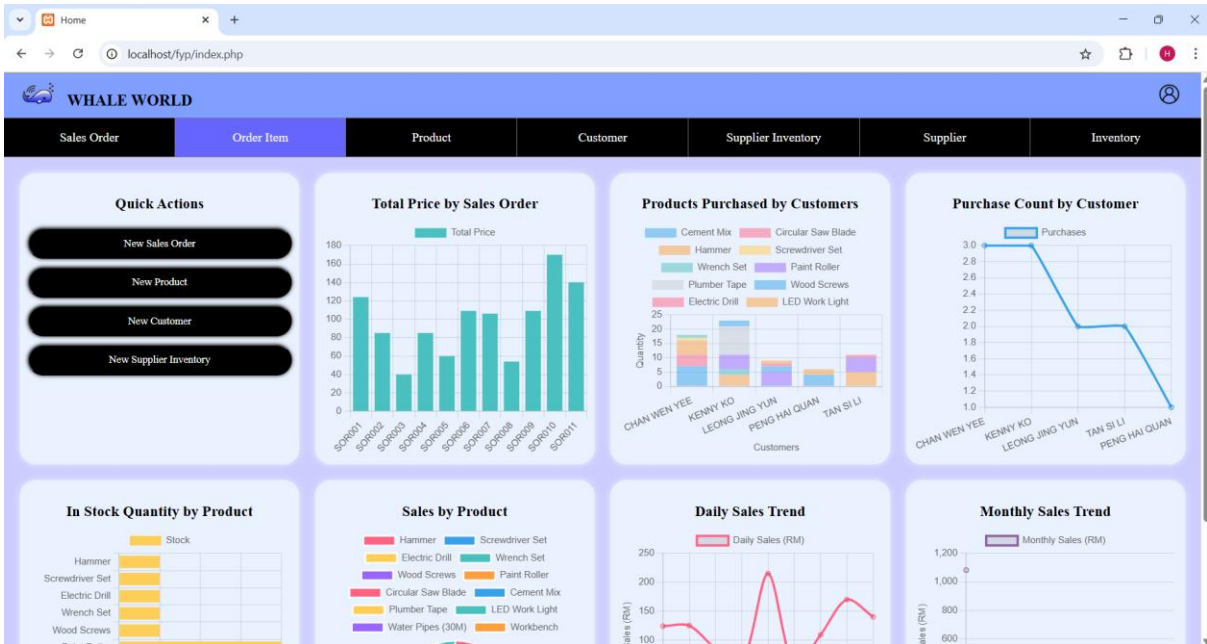 Home
localhost/fyp/index.php
H
WHALE WORLD
Sales Order
Order Item
Product
Customer
Supplier Inventory
Supplier
Inventory
Quick Actions
New Sales Order
New Product
New Customer
New Supplier Inventory
Total Price by Sales Order
Total Price
180
160
140
120
100
80
60
40
20
0
SOR001
SOR002
SOR003
SOR004
SOR005
SOR006
SOR007
SOR008
SOR009
SOR010
SOR011
Products Purchased by Customers
Cement Mix Circular Saw Blade
Hammer Screwdriver Set
Wrench Set Paint Roller
Plumber Tape Wood Screws
Electric Drill LED Work Light
Quantity
25
20
15
10
5
0
CHAN WEN YEE
KENNY KO
LEONG JING YUN
PENG HAI QUAN
TAN SI LI
Customers
Purchase Count by Customer
Purchases
3.0
2.8
2.6
2.4
2.2
2.0
1.8
1.6
1.4
1.2
1.0
CHAN WEN YEE
KENNY KO
LEONG JING YUN
TAN SI LI
PENG HAI QUAN
In Stock Quantity by Product
Stock
Hammer
Screwdriver Set
Electric Drill
Wrench Set
Wood Screws
Sales by Product
Hammer Screwdriver Set
Electric Drill Wrench Set
Wood Screws Paint Roller
Circular Saw Blade Cement Mix
Plumber Tape LED Work Light
Water Pipes (30M) Workbench
Daily Sales Trend
Daily Sales (RM)
250
200
150
100
(RM)
Monthly Sales Trend
Monthly Sales (RM)
1,200
1,000
800
600
(RM)